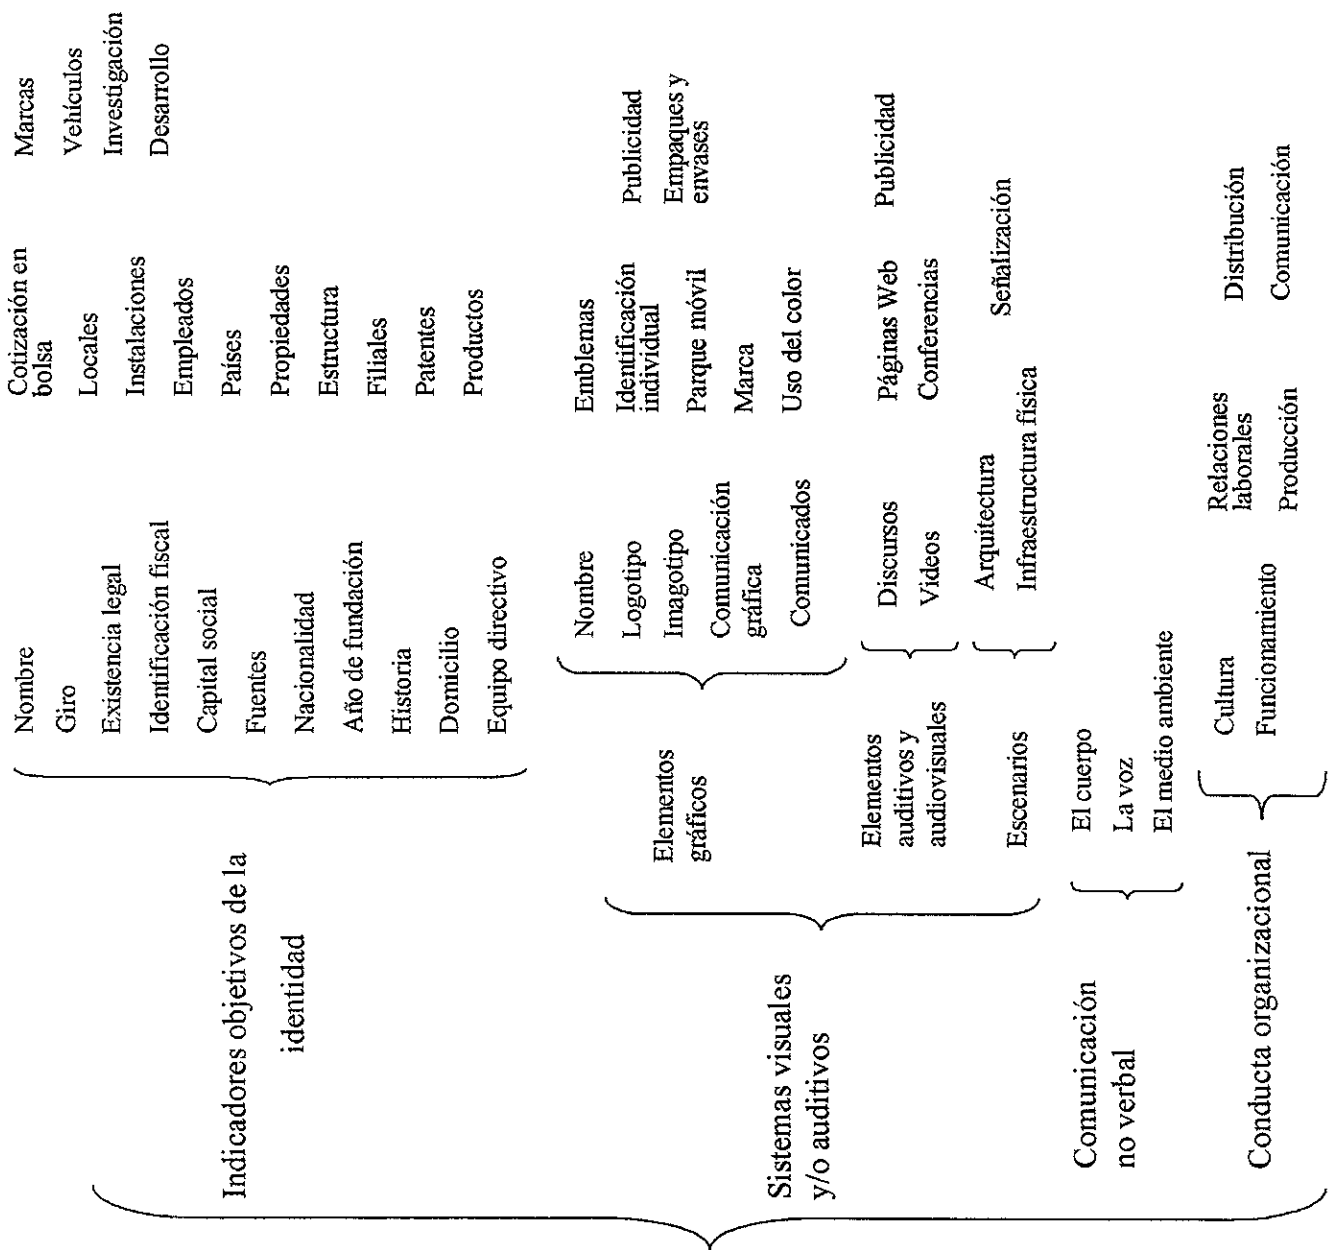 Indicadores objetivos de la
identidad
Nombre
Giro
Existencia legal
Identificación fiscal
Capital social
Fuentes
Nacionalidad
Año de fundación
Historia
Domicilio
Equipo directivo
Cotización en
bolsa
Locales
Instalaciones
Empleados
Países
Propiedades
Estructura
Filiales
Patentes
Productos
Marcas
Vehículos
Investigación
Desarrollo
Sistemas visuales
y/o auditivos
Elementos
gráficos
Nombre
Logotipo
Imagotipo
Comunicación
gráfica
Comunicados
Emblemas
Identificación
individual
Parque móvil
Marca
Uso del color
Publicidad
Empaques y
envases
Elementos
auditivos y
audiovisuales
Discursos
Videos
Páginas Web
Conferencias
Publicidad
Escenarios
Arquitectura
Infraestructura física
Señalización
Comunicación
no verbal
El cuerpo
La voz
El medio ambiente
Conducta organizacional
Cultura
Funcionamiento
Relaciones
laborales
Producción
Distribución
Comunicación